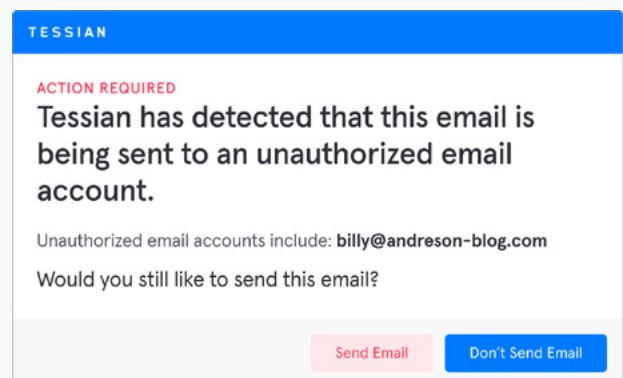 TESSIAN
ACTION REQUIRED
Tessian has detected that this email is
being sent to an unauthorized email
account.
Unauthorized email accounts include: billy@andreson-blog.com
Would you still like to send this email?
Send Email Don't Send Email